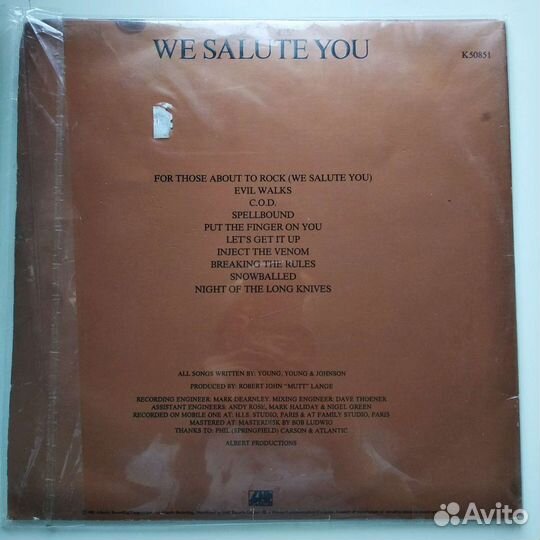 WE SALUTE YOU
K50851
FOR THOSE ABOUT TO ROCK (WE SALUTE YOU)
EVIL WALKS
C.O.D.
SPELLBOUND
PUT THE FINGER ON YOU
LET'S GET IT UP
INJECT THE VENOM
BREAKING THE RULES
SNOWBALLED
NIGHT OF THE LONG KNIVES
ALL SONGS WRITTEN BY: YOUNG, YOUNG & JOHNSON
PRODUCED BY: ROBERT JOHN "MUTT" LANGE
RECORDING ENGINEER: MARK DEARNLEY. MIXING ENGINEER: DAVE THOENER
ASSISTANT ENGINEERS: ANDY ROSE, MARK HALIDAY & NIGEL GREEN
RECORDED ON MOBILE ONE AT. H.I.S. STUDIO, PARIS & AT FAMILY STUDIO, PARIS
MASTERED AT: MASTERDISK BY BOB LUDWIG
THANKS TO: PHIL (SPRINGFIELD) CARSON & ATLANTIC
ALBERT PRODUCTIONS
Avito